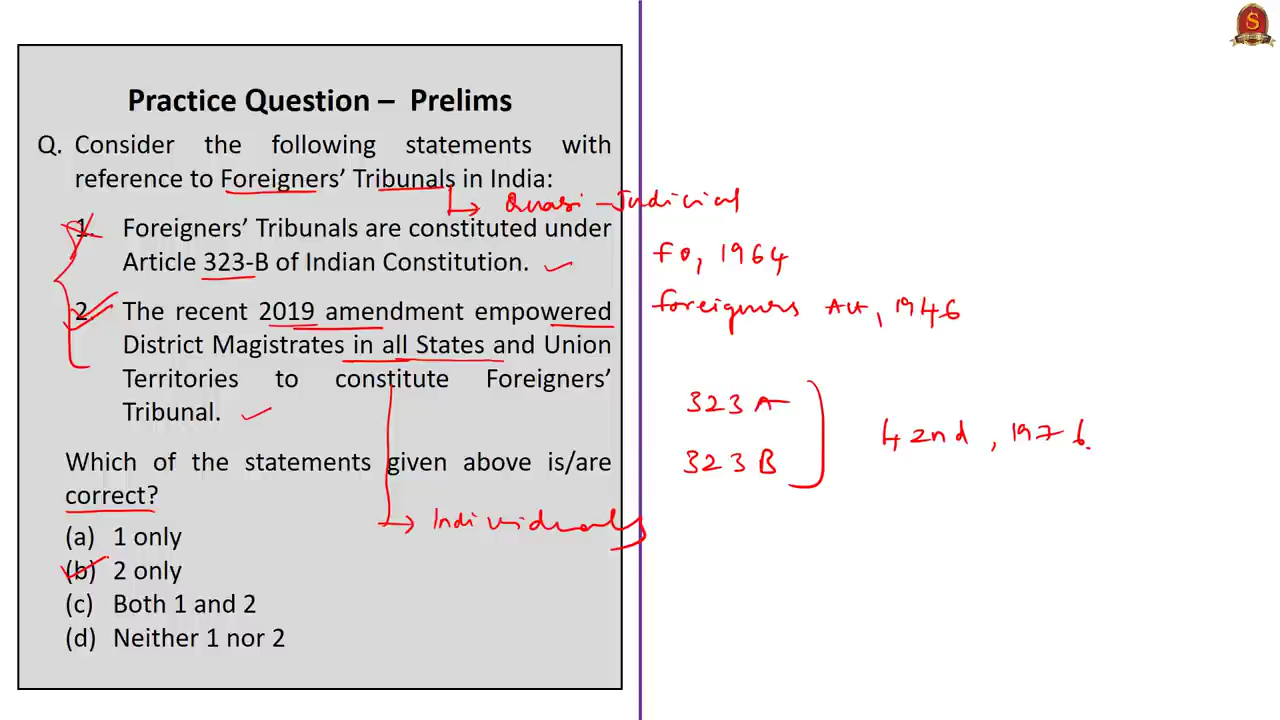 Practice Question – Prelims
Q. Consider the following statements with
reference to Foreigners’ Tribunals in India:
Quasi - Judicial
1. Foreigners’ Tribunals are constituted under
Article 323-B of Indian Constitution.
FO, 1964
2. The recent 2019 amendment empowered
foreigners Act, 1946
District Magistrates in all States and Union
Territories to constitute Foreigners’
Tribunal.
323 A
323 B
42nd, 1976.
Which of the statements given above is/are
correct?
Individuals
(a) 1 only
(b) 2 only
(c) Both 1 and 2
(d) Neither 1 nor 2
S